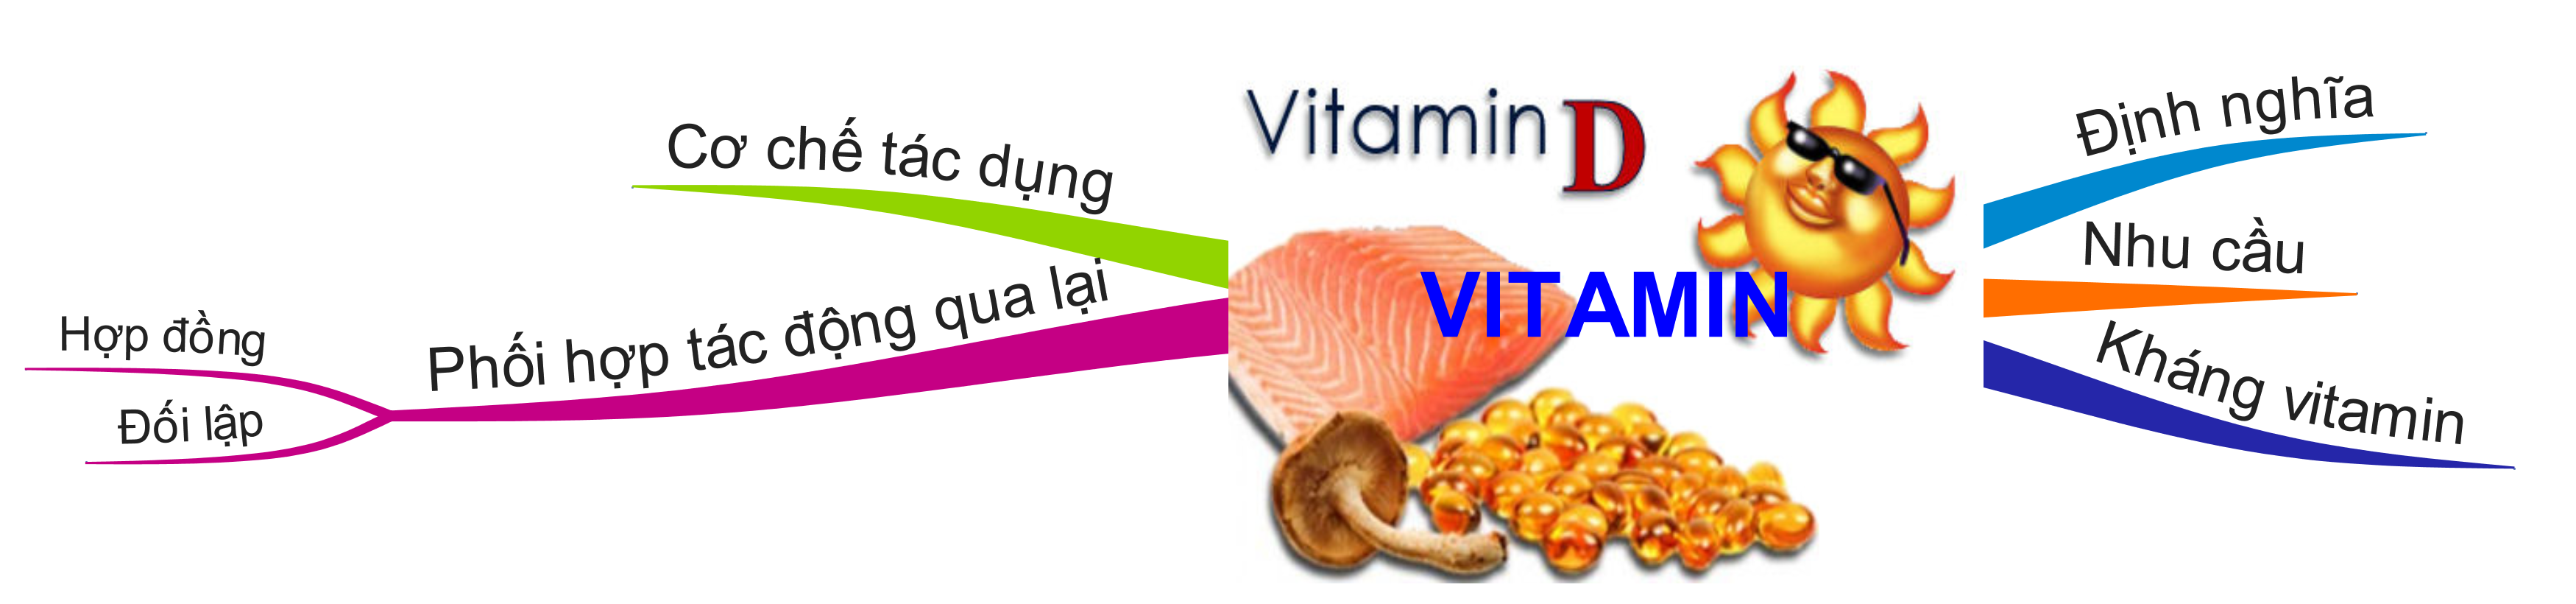 Vitamin D
VITAMIN
Định nghĩa
Nhu cầu
Kháng vitamin
Cơ chế tác dụng
Phối hợp tác động qua lại
Hợp đồng
Đối lập